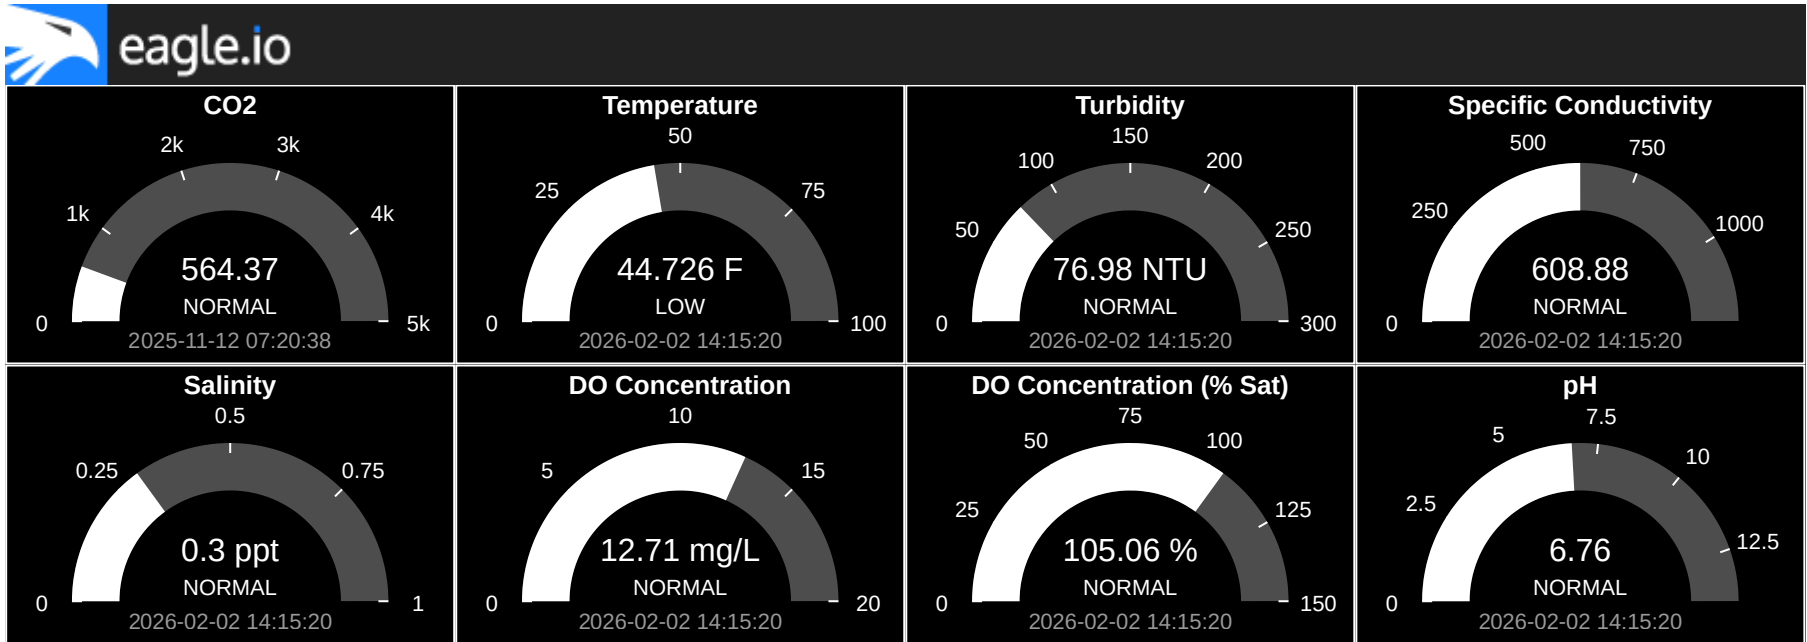 eagle.io
CO2
0
1k
2k
3k
4k
5k
564.37
NORMAL
2025-11-12 07:20:38
Temperature
0
25
50
75
100
44.726 F
LOW
2026-02-02 14:15:20
Turbidity
0
50
100
150
200
250
300
76.98 NTU
NORMAL
2026-02-02 14:15:20
Specific Conductivity
0
250
500
750
1000
608.88
NORMAL
2026-02-02 14:15:20
Salinity
0
0.25
0.5
0.75
1
0.3 ppt
NORMAL
2026-02-02 14:15:20
DO Concentration
0
5
10
15
20
12.71 mg/L
NORMAL
2026-02-02 14:15:20
DO Concentration (% Sat)
0
25
50
75
100
125
150
105.06 %
NORMAL
2026-02-02 14:15:20
pH
0
2.5
5
7.5
10
12.5
6.76
NORMAL
2026-02-02 14:15:20